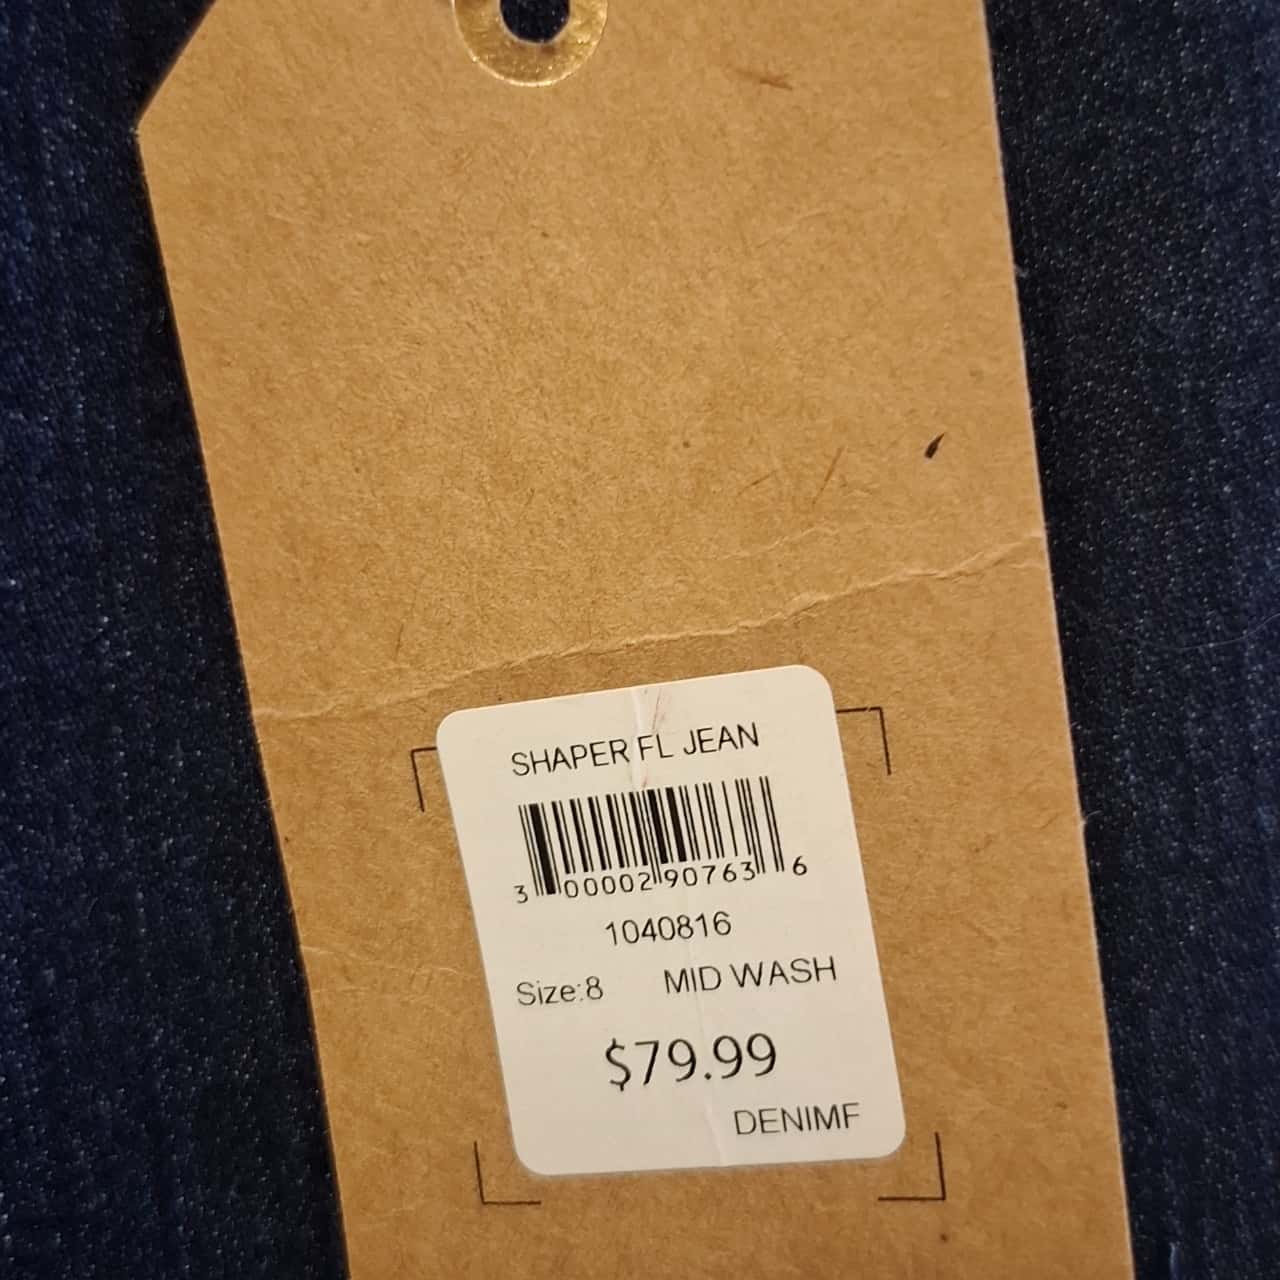 SHAPER FL JEAN
3 00002 90763 6
1040816
Size:8 MID WASH
$79.99
DENIMF